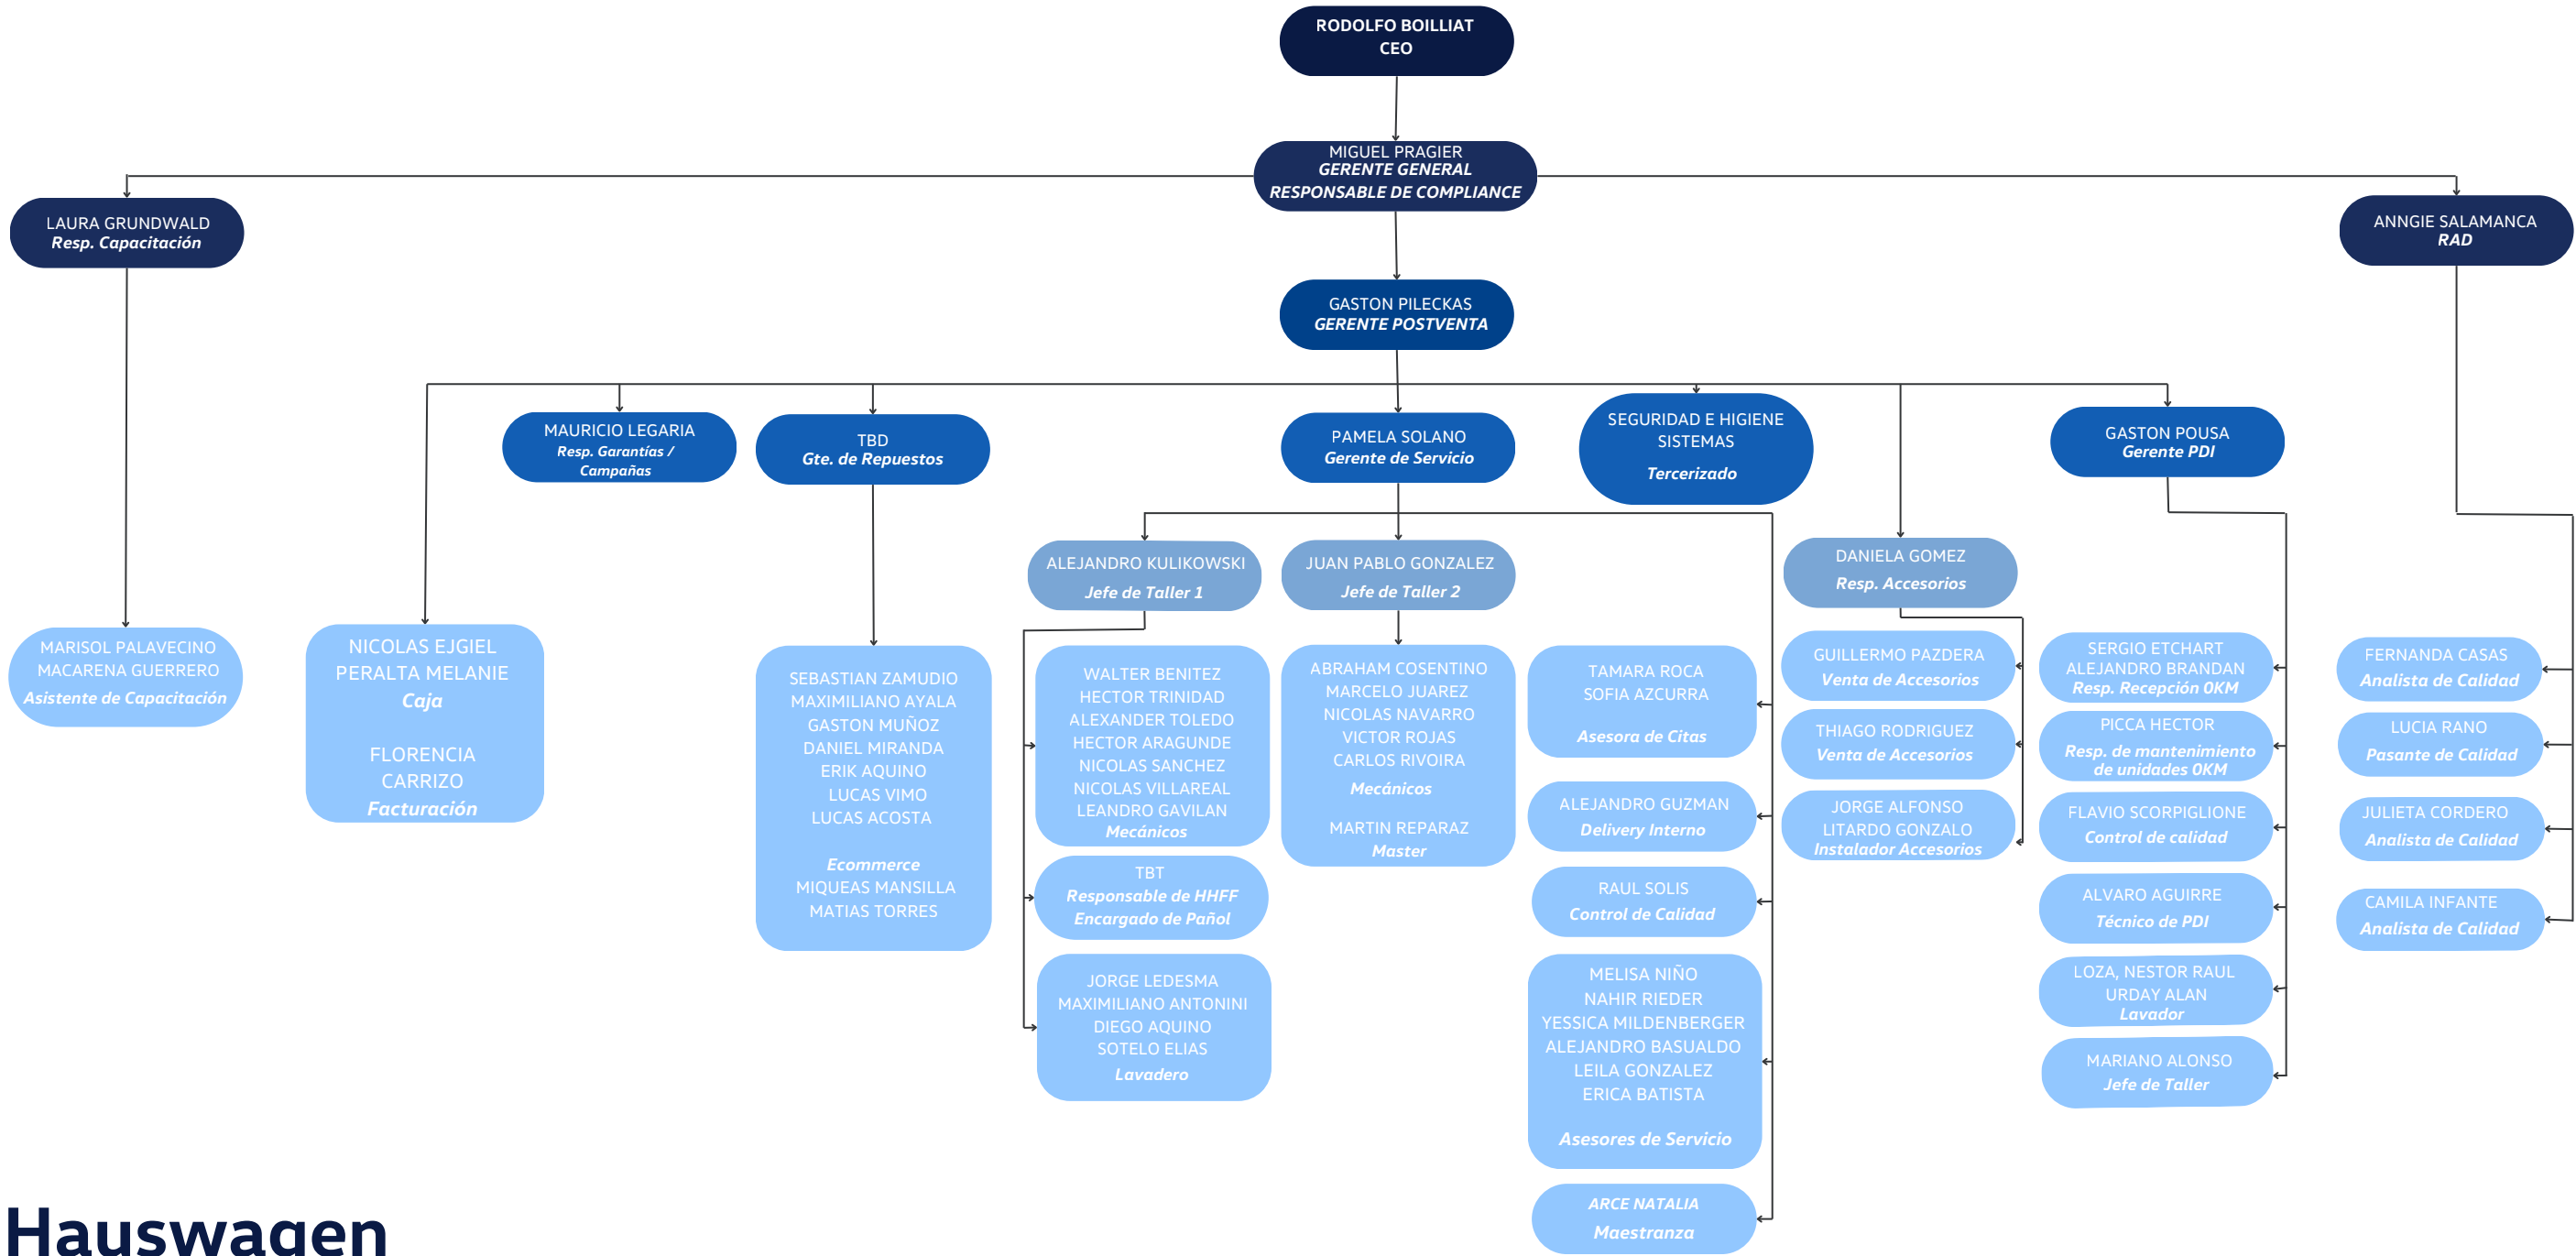 RODOLFO BOILLIAT
CEO
MIGUEL PRAGIER
GERENTE GENERAL
RESPONSABLE DE COMPLIANCE
LAURA GRUNDWALD
Resp. Capacitación
ANNGIE SALAMANCA
RAD
GASTON PILECKAS
GERENTE POSTVENTA
MAURICIO LEGARIA
Resp. Garantías /
Campañas
TBD
Gte. de Repuestos
PAMELA SOLANO
Gerente de Servicio
SEGURIDAD E HIGIENE
SISTEMAS
Tercerizado
GASTON POUSA
Gerente PDI
ALEJANDRO KULIKOWSKI
Jefe de Taller 1
JUAN PABLO GONZALEZ
Jefe de Taller 2
DANIELA GOMEZ
Resp. Accesorios
MARISOL PALAVECINO
MACARENA GUERRERO
Asistente de Capacitación
NICOLAS EJGIEL
PERALTA MELANIE
Caja
FLORENCIA
CARRIZO
Facturación
SEBASTIAN ZAMUDIO
MAXIMILIANO AYALA
GASTON MUÑOZ
DANIEL MIRANDA
ERIK AQUINO
LUCAS VIMO
LUCAS ACOSTA
Ecommerce
MIQUEAS MANSILLA
MATIAS TORRES
WALTER BENITEZ
HECTOR TRINIDAD
ALEXANDER TOLEDO
HECTOR ARAGUNDE
NICOLAS SANCHEZ
NICOLAS VILLAREAL
LEANDRO GAVILAN
Mecánicos
TBT
Responsable de HHFF
Encargado de Pañol
JORGE LEDESMA
MAXIMILIANO ANTONINI
DIEGO AQUINO
SOTELO ELIAS
Lavadero
ABRAHAM COSENTINO
MARCELO JUAREZ
NICOLAS NAVARRO
VICTOR ROJAS
CARLOS RIVOIRA
Mecánicos
MARTIN REPARAZ
Master
TAMARA ROCA
SOFIA AZCURRA
Asesora de Citas
ALEJANDRO GUZMAN
Delivery Interno
RAUL SOLIS
Control de Calidad
MELISA NIÑO
NAHIR RIEDER
YESSICA MILDENBERGER
ALEJANDRO BASUALDO
LEILA GONZALEZ
ERICA BATISTA
Asesores de Servicio
ARCE NATALIA
Maestranza
GUILLERMO PAZDERA
Venta de Accesorios
THIAGO RODRIGUEZ
Venta de Accesorios
JORGE ALFONSO
LITARDO GONZALO
Instalador Accesorios
SERGIO ETCHART
ALEJANDRO BRANDAN
Resp. Recepción 0KM
PICCA HECTOR
Resp. de mantenimiento
de unidades 0KM
FLAVIO SCORPIGLIONE
Control de calidad
ALVARO AGUIRRE
Técnico de PDI
LOZA, NESTOR RAUL
URDAY ALAN
Lavador
MARIANO ALONSO
Jefe de Taller
FERNANDA CASAS
Analista de Calidad
LUCIA RANO
Pasante de Calidad
JULIETA CORDERO
Analista de Calidad
CAMILA INFANTE
Analista de Calidad
Hauswagen